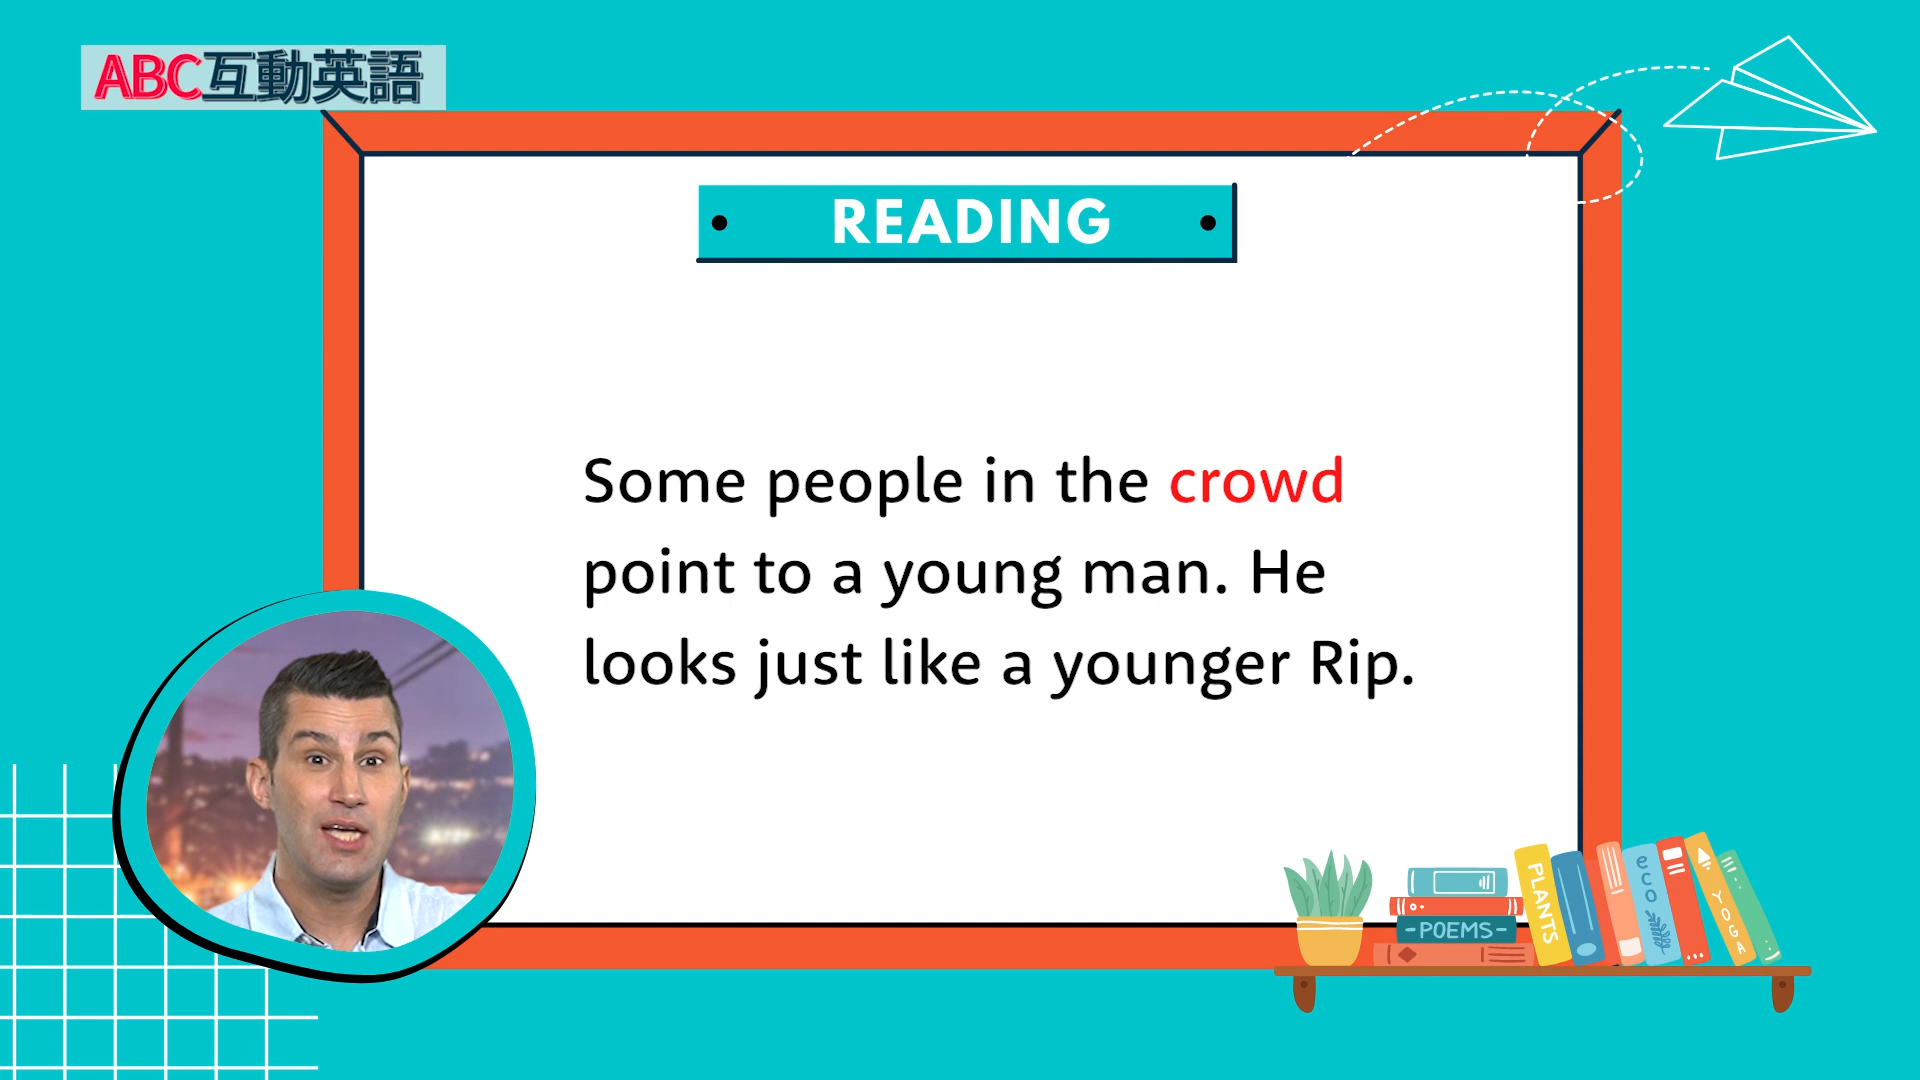 ABC互動英語
READING
Some people in the crowd
point to a young man. He
looks just like a younger Rip.
POEMS
PLANTS
eco
YOGA